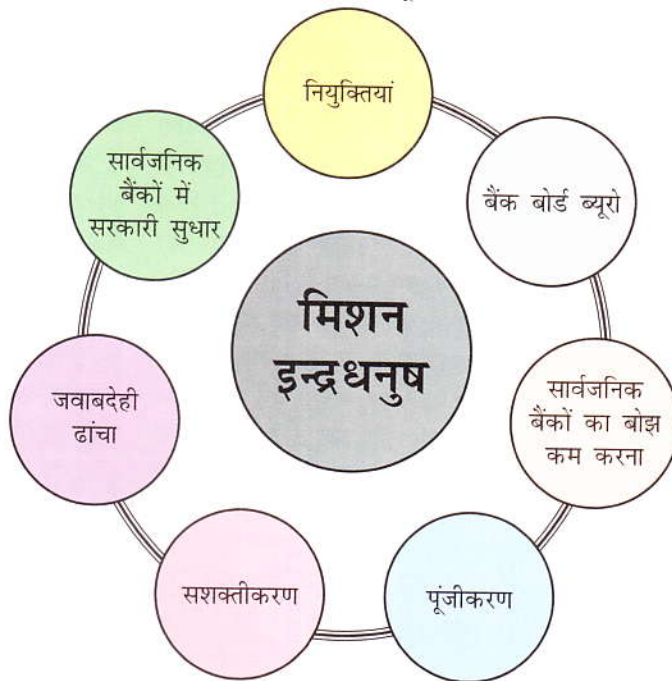 नियुक्तियां
बैंक बोर्ड ब्यूरो
सार्वजनिक
बैंकों का बोझ
कम करना
पूंजीकरण
सशक्तीकरण
जवाबदेही
ढांचा
सार्वजनिक
बैंकों में
सरकारी सुधार
मिशन
इन्द्रधनुष